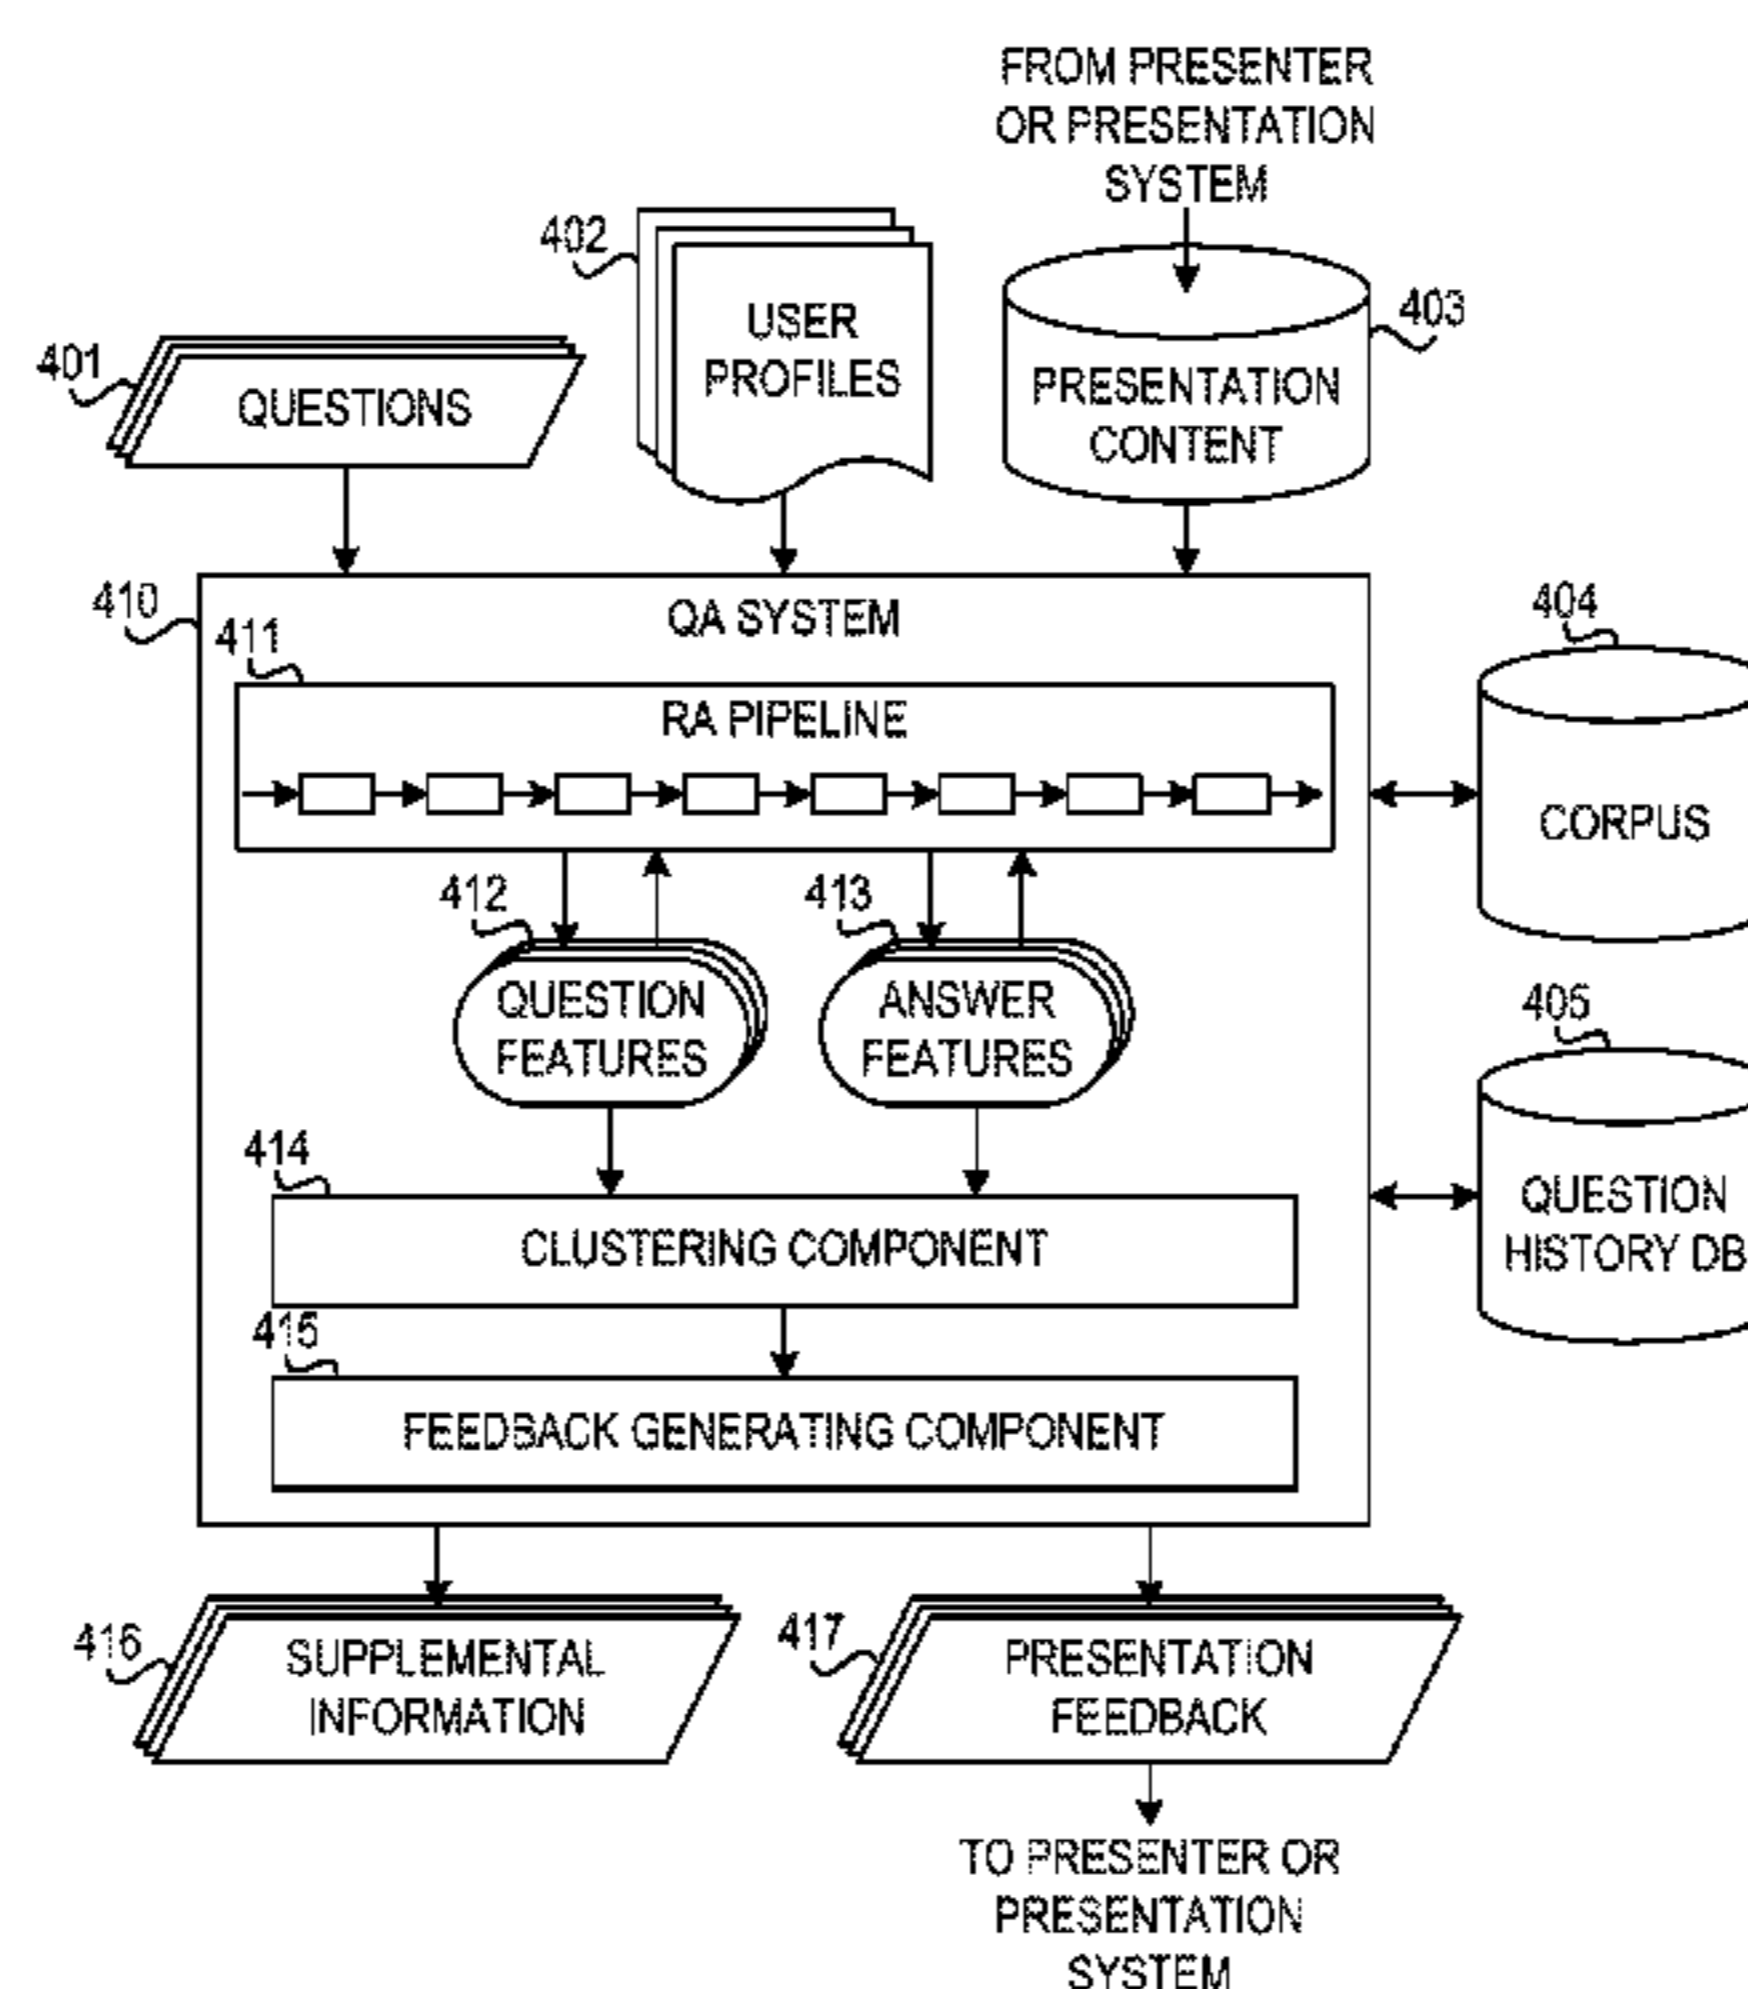 FROM PRESENTER
OR PRESENTATION
SYSTEM
402
USER
PROFILES
403
PRESENTATION
CONTENT
401
QUESTIONS
410
QA SYSTEM
411
RA PIPELINE
404
CORPUS
412
QUESTION
FEATURES
413
ANSWER
FEATURES
405
QUESTION
HISTORY DB
414
CLUSTERING COMPONENT
415
FEEDBACK GENERATING COMPONENT
416
SUPPLEMENTAL
INFORMATION
417
PRESENTATION
FEEDBACK
TO PRESENTER OR
PRESENTATION
SYSTEM